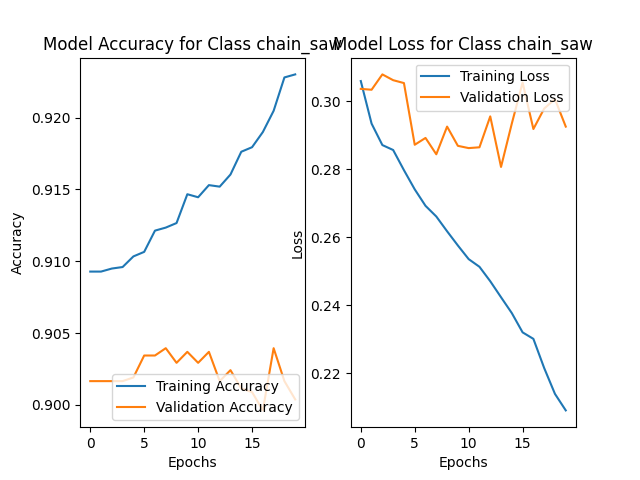 Model Accuracy for Class chain_saw
Model Loss for Class chain_saw
Accuracy
0.920
0.915
0.910
0.905
0.900
Training Accuracy
Validation Accuracy
0 5 10 15
Epochs
Loss
0.30
0.28
0.26
0.24
0.22
Training Loss
Validation Loss
0 5 10 15
Epochs